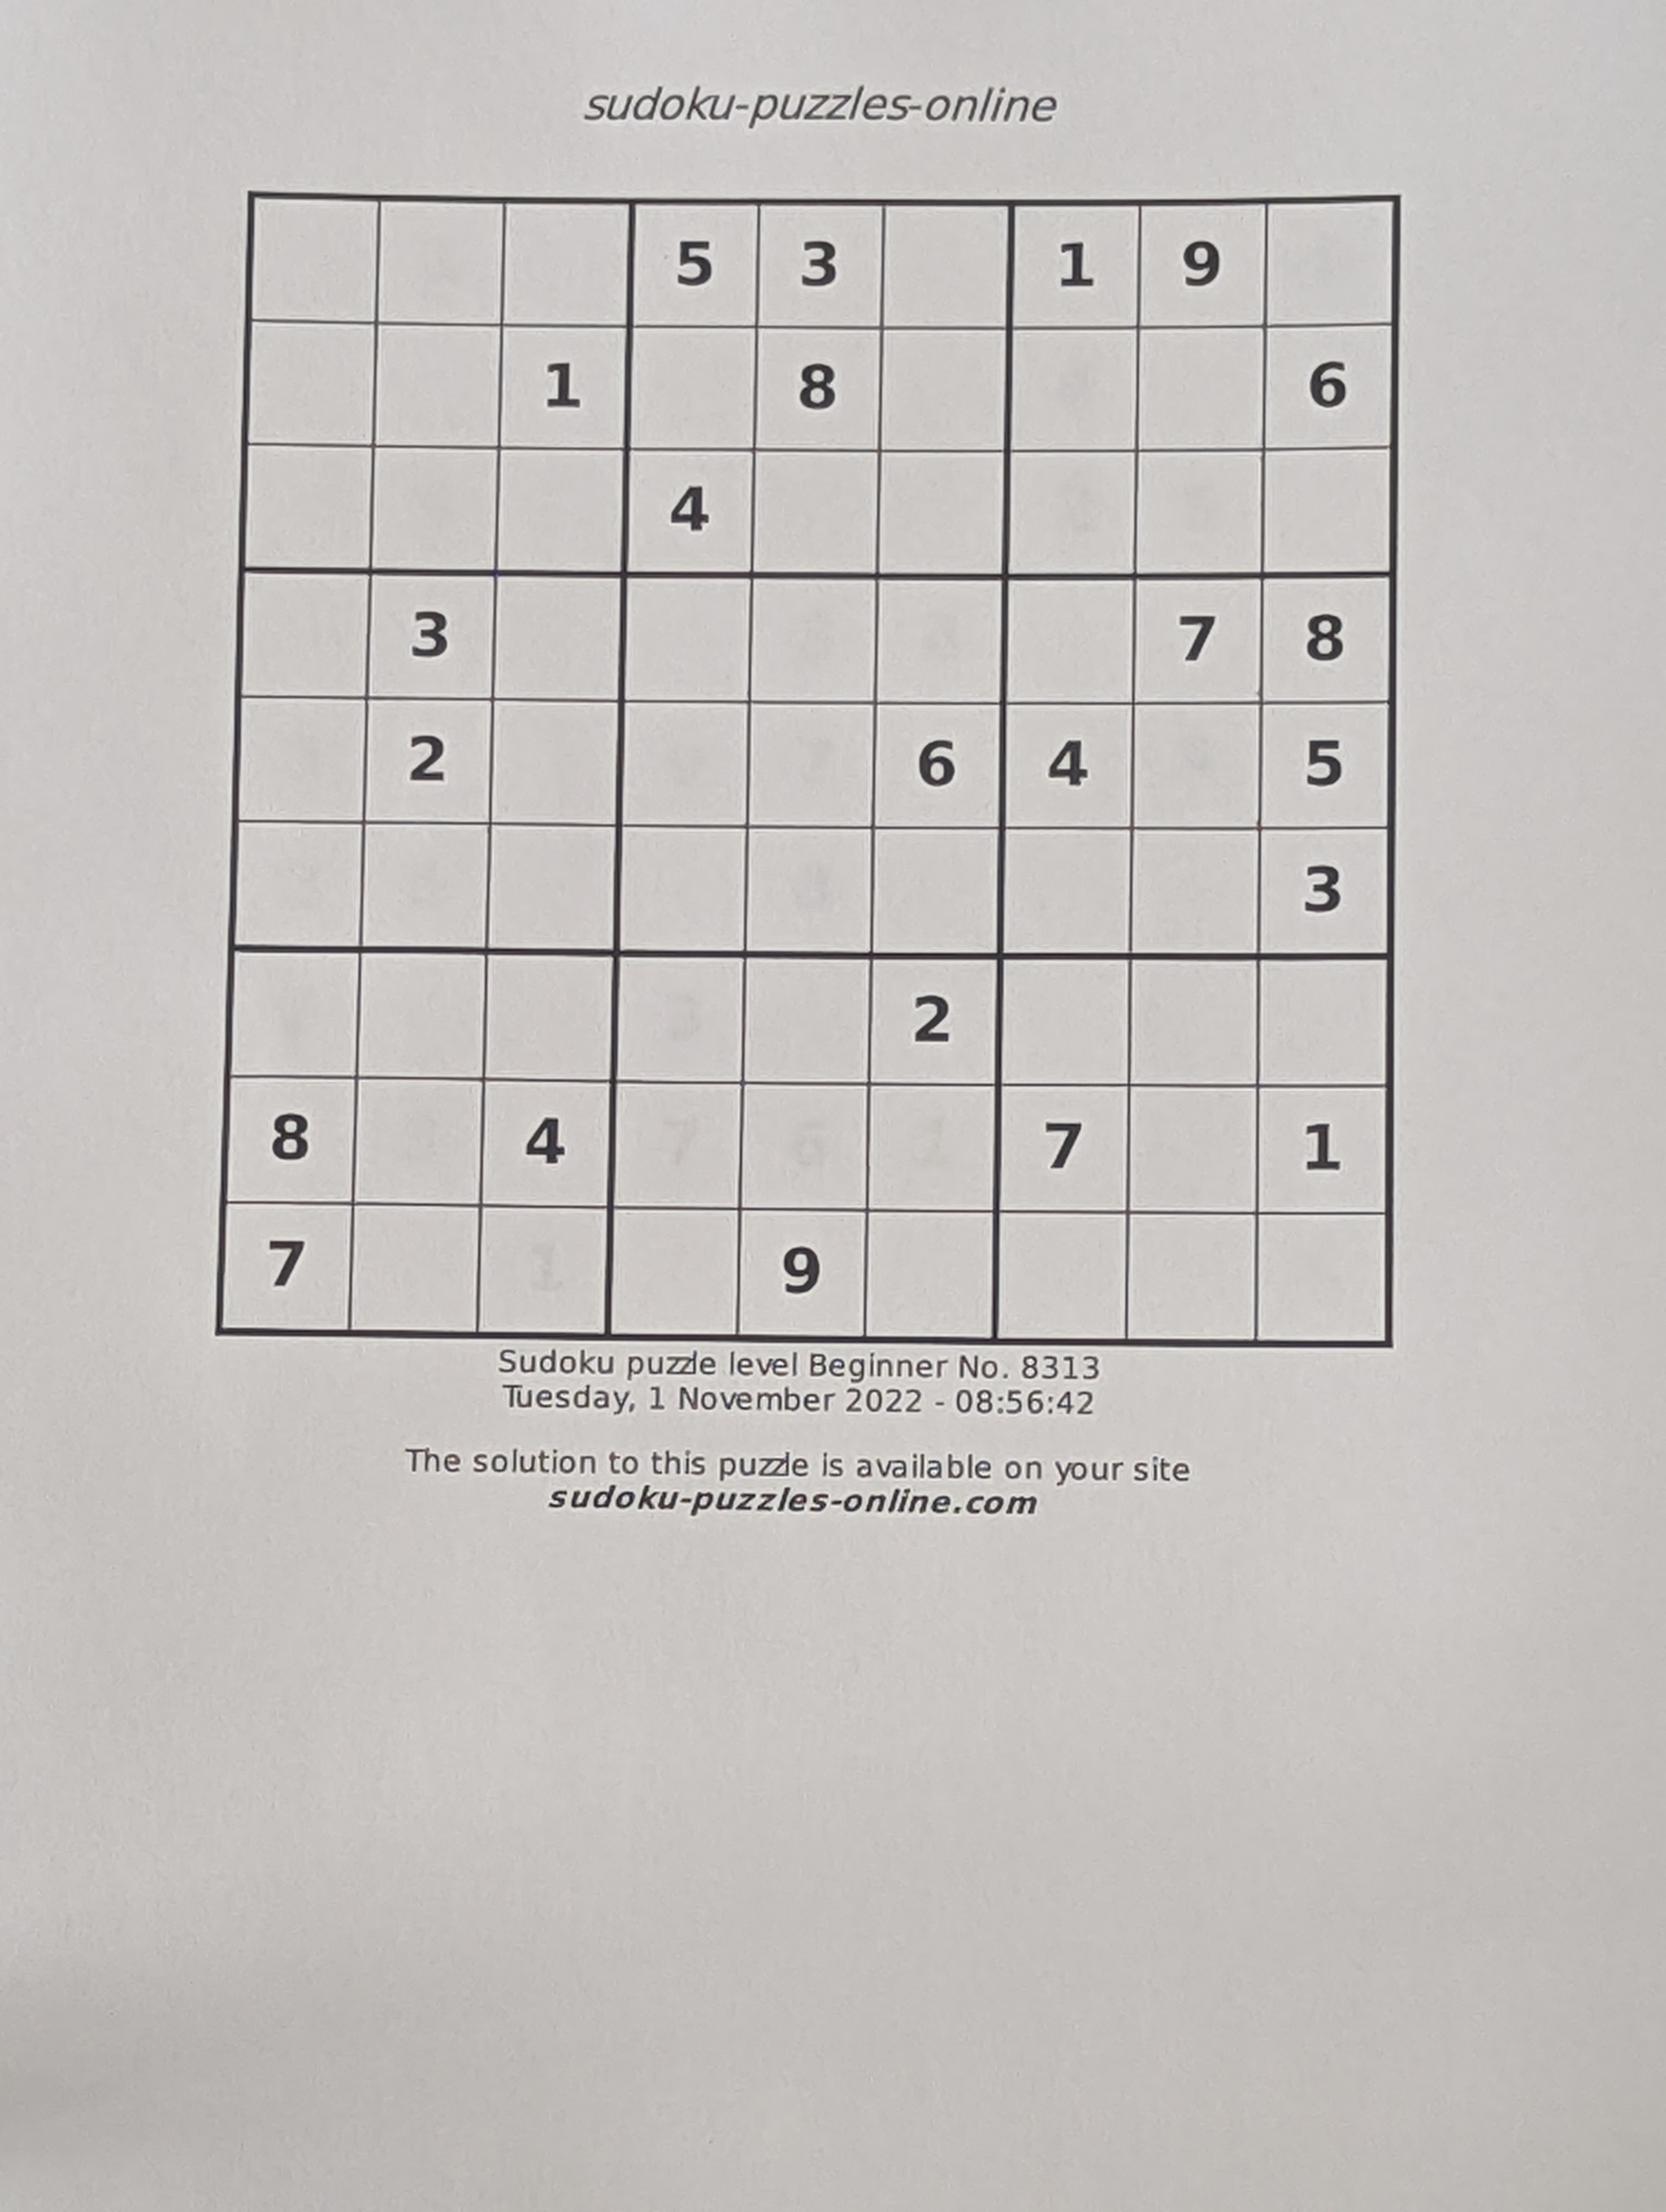 sudoku-puzzles-online
5 3 1 9
1 8 6
4
3 7 8
2 6 4 5
3
2
8 4 7 1
7 9
Sudoku puzzle level Beginner No. 8313
Tuesday, 1 November 2022 - 08:56:42
The solution to this puzzle is available on your site
sudoku-puzzles-online.com